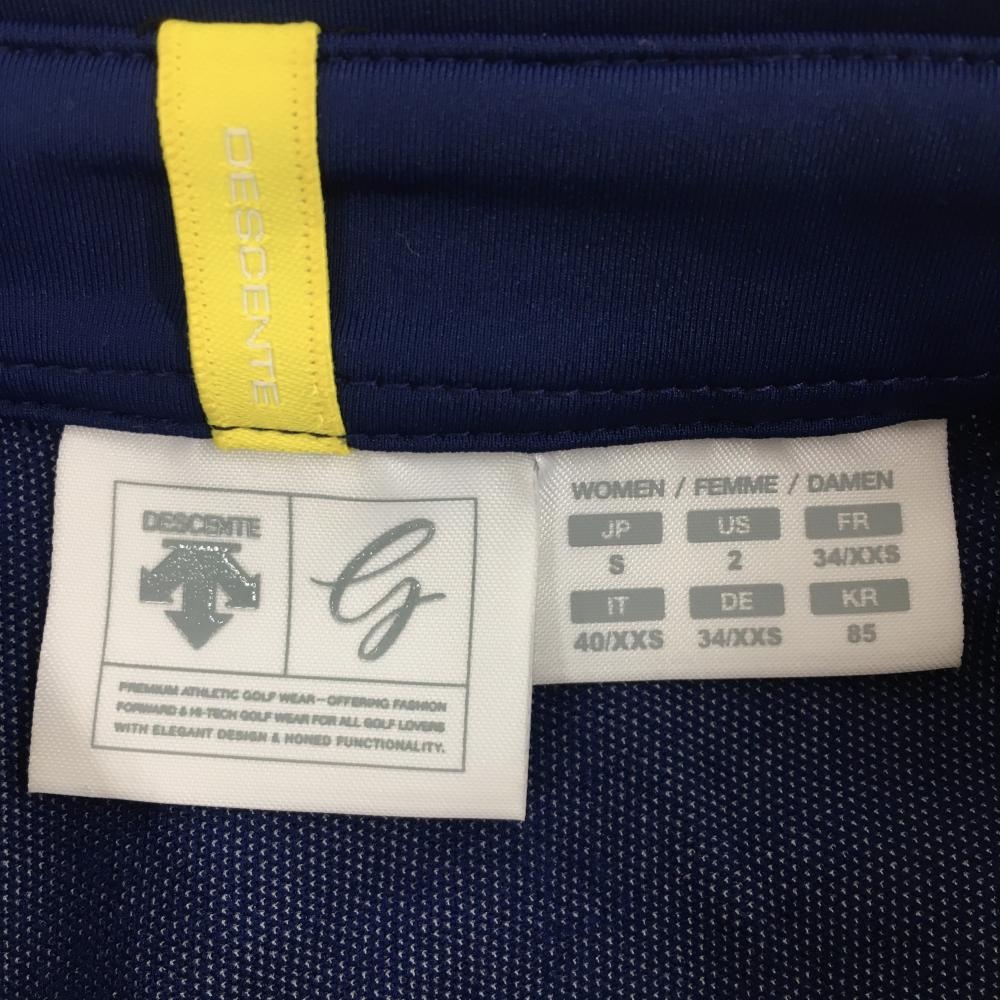 DESCENTE
DESCENTE
G
PREMIUM ATHLETIC GOLF WEAR—OFFERING FASHION
FORWARD & HI-TECH GOLF WEAR FOR ALL GOLF LOVERS
WITH ELEGANT DESIGN & HONED FUNCTIONALITY.
WOMEN / FEMME / DAMEN
JP US FR
S 2 34/XXS
IT DE KR
40/XXS 34/XXS 85